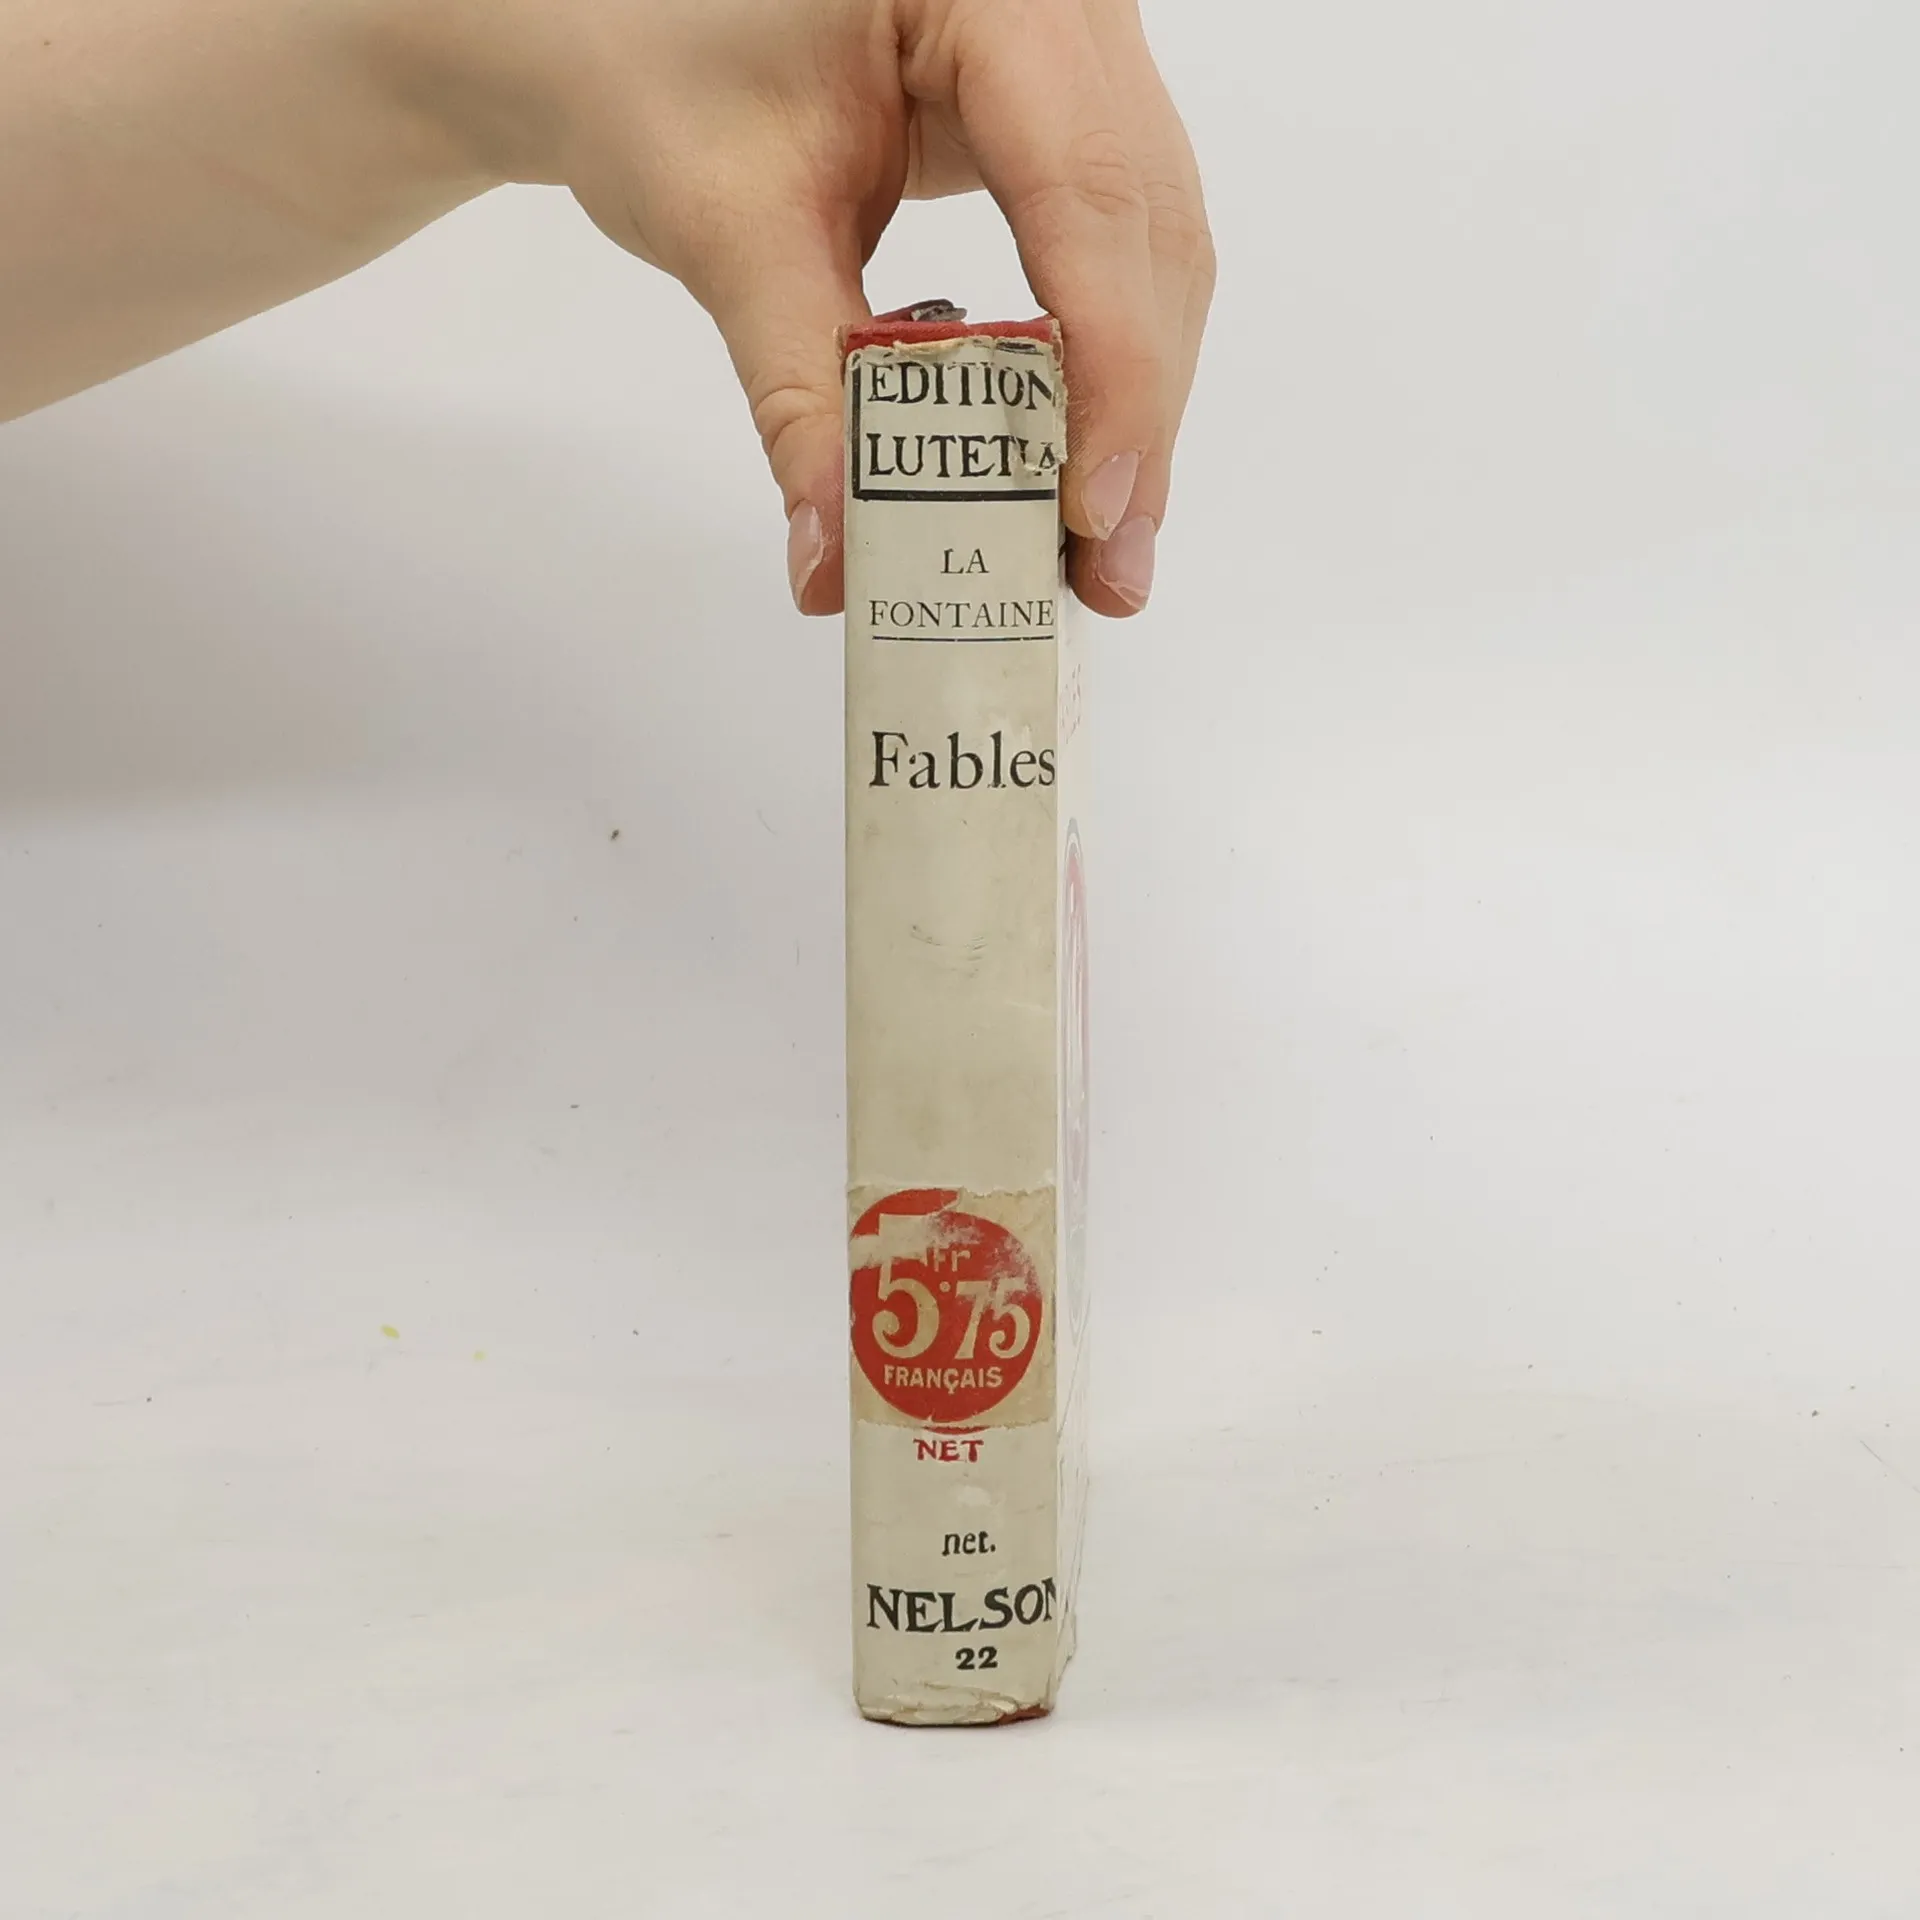 EDITION
LUTETIA
LA
FONTAINE
Fables
Fr
5.75
FRANÇAIS
NET
net.
NELSON
22